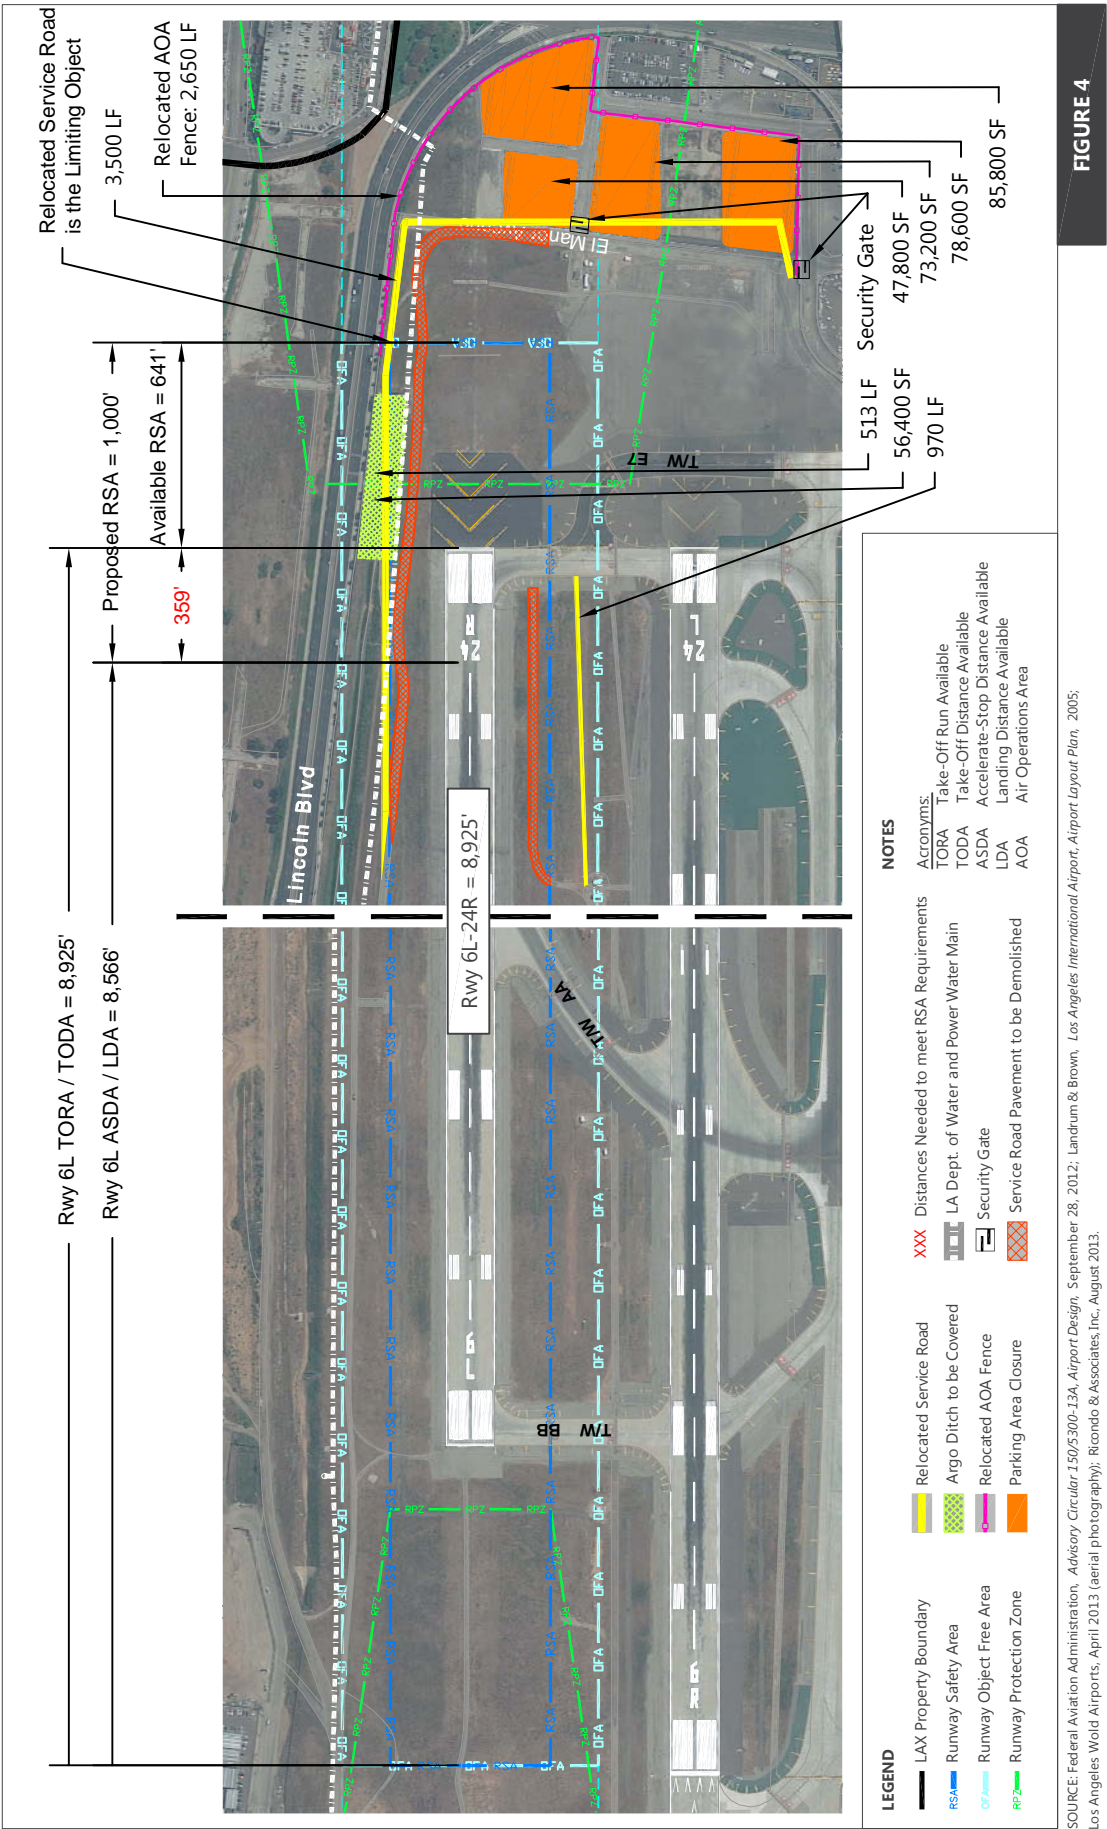 Rwy 6L TORA / TODA = 8,925'
Rwy 6L ASDA / LDA = 8,566'
Proposed RSA = 1,000'
359'
Available RSA = 641'
Relocated Service Road
is the Limiting Object
3,500 LF
Relocated AOA
Fence: 2,650 LF
Lincoln Blvd
Rwy 6L-24R = 8,925'
24
R
24
L
6L
6R
T/W BB
T/W AA
T/W E7
El Man
RSA
OFA
RPZ
Security Gate
47,800 SF
73,200 SF
78,600 SF
85,800 SF
513 LF
56,400 SF
970 LF
LEGEND
LAX Property Boundary
RSA Runway Safety Area
OFA Runway Object Free Area
RPZ Runway Protection Zone
Relocated Service Road
Argo Ditch to be Covered
Relocated AOA Fence
Parking Area Closure
XXX Distances Needed to meet RSA Requirements
LA Dept. of Water and Power Water Main
Security Gate
Service Road Pavement to be Demolished
NOTES
Acronyms:
TORA Take-Off Run Available
TODA Take-Off Distance Available
ASDA Accelerate-Stop Distance Available
LDA Landing Distance Available
AOA Air Operations Area
SOURCE: Federal Aviation Administration, Advisory Circular 150/5300-13A, Airport Design, September 28, 2012; Landrum & Brown, Los Angeles International Airport, Airport Layout Plan, 2005;
Los Angeles Wold Airports, April 2013 (aerial photography); Ricondo & Associates, Inc, August 2013.
FIGURE 4